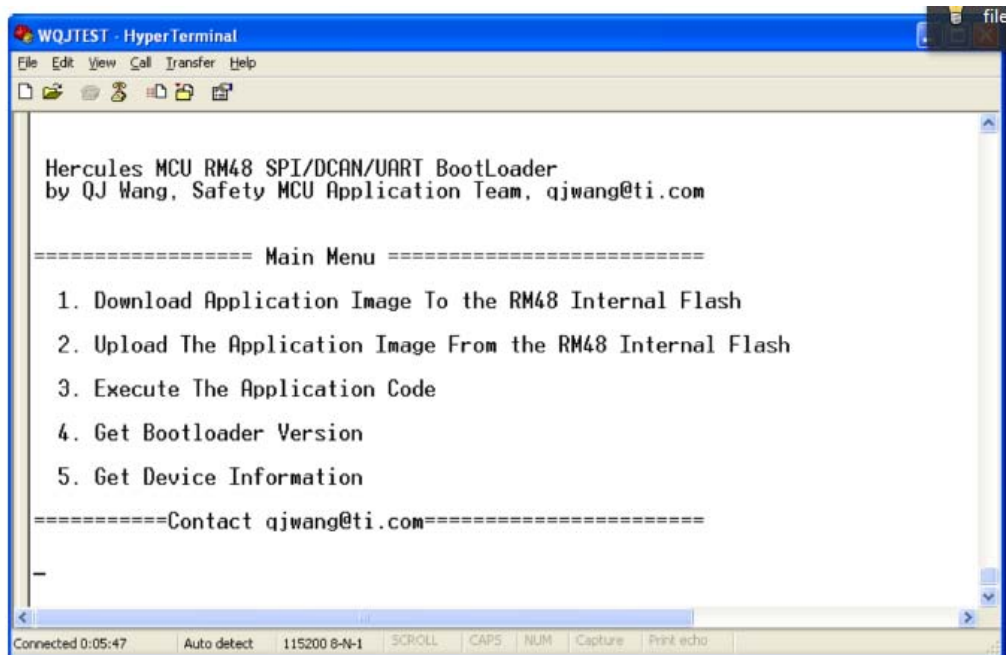 file
WQJTEST - HyperTerminal
File Edit View Call Transfer Help
Hercules MCU RM48 SPI/DCAN/UART BootLoader
by QJ Wang, Safety MCU Application Team, qjwang@ti.com
================== Main Menu ==========================
1. Download Application Image To the RM48 Internal Flash
2. Upload The Application Image From the RM48 Internal Flash
3. Execute The Application Code
4. Get Bootloader Version
5. Get Device Information
===========Contact qjwang@ti.com=======================
_
Connected 0:05:47 Auto detect 115200 8-N-1 SCROLL CAPS NUM Capture Print echo